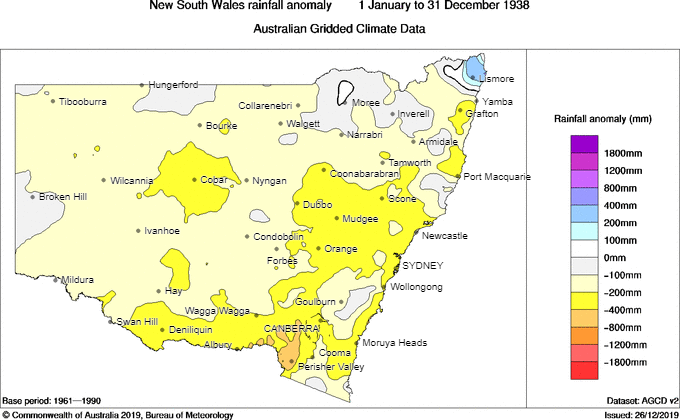 New South Wales rainfall anomaly 1 January to 31 December 1938
Australian Gridded Climate Data
Hungerford
Lismore
Tibooburra
Collarenebri
Moree
Yamba
Inverell
Grafton
Bourke
Walgett
Narrabri
Armidale
Tamworth
Coonabarabran
Wilcannia
Cobar
Nyngan
Port Macquarie
Broken Hill
Scone
Dubbo
Mudgee
Ivanhoe
Condobolin
Newcastle
Orange
Forbes
SYDNEY
Mildura
Hay
Wollongong
Goulburn
Wagga Wagga
Swan Hill
Deniliquin
CANBERRA
Albury
Moruya Heads
Cooma
Perisher Valley
Rainfall anomaly (mm)
1800mm
1200mm
800mm
400mm
200mm
100mm
0mm
−100mm
−200mm
−400mm
−800mm
−1200mm
−1800mm
Base period: 1961—1990
Dataset: AGCD v2
© Commonwealth of Australia 2019, Bureau of Meteorology
Issued: 26/12/2019